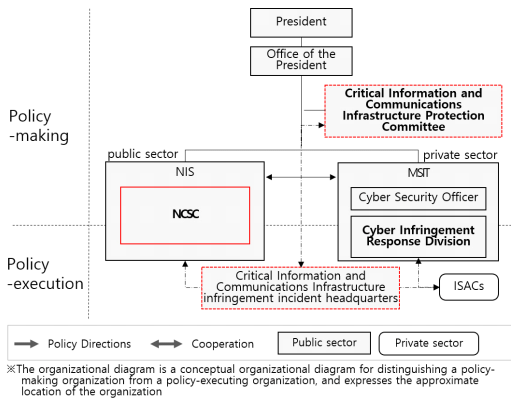 President
Office of the
President
Critical Information and
Communications
Infrastructure Protection
Committee
Policy
-making
public sector
private sector
NIS
NCSC
MSIT
Cyber Security Officer
Cyber Infringement
Response Division
Policy
-execution
Critical Information and
Communications Infrastructure
infringement incident headquarters
ISACs
Policy Directions
Cooperation
Public sector
Private sector
※The organizational diagram is a conceptual organizational diagram for distinguishing a policy-
making organization from a policy-executing organization, and expresses the approximate
location of the organization